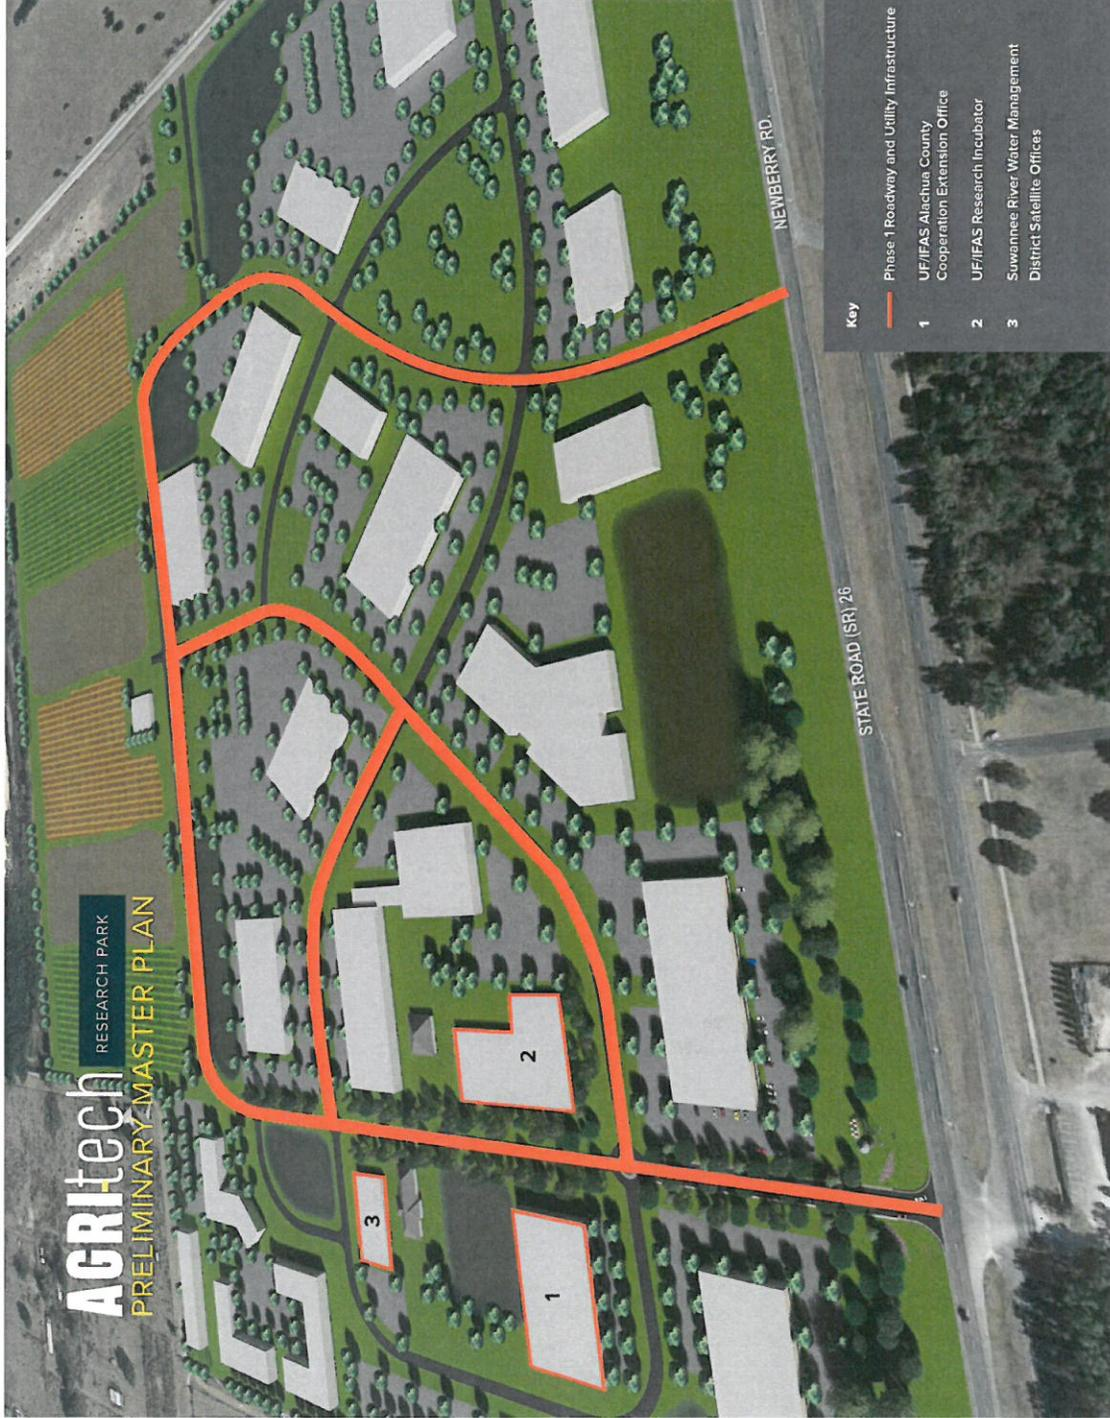 AGRItech RESEARCH PARK
PRELIMINARY MASTER PLAN
1
2
3
NEWBERRY RD.
STATE ROAD (SR) 26
Key
Phase 1 Roadway and Utility Infrastructure
1 UF/IFAS Alachua County
Cooperation Extension Office
2 UF/IFAS Research Incubator
3 Suwannee River Water Management
District Satellite Offices